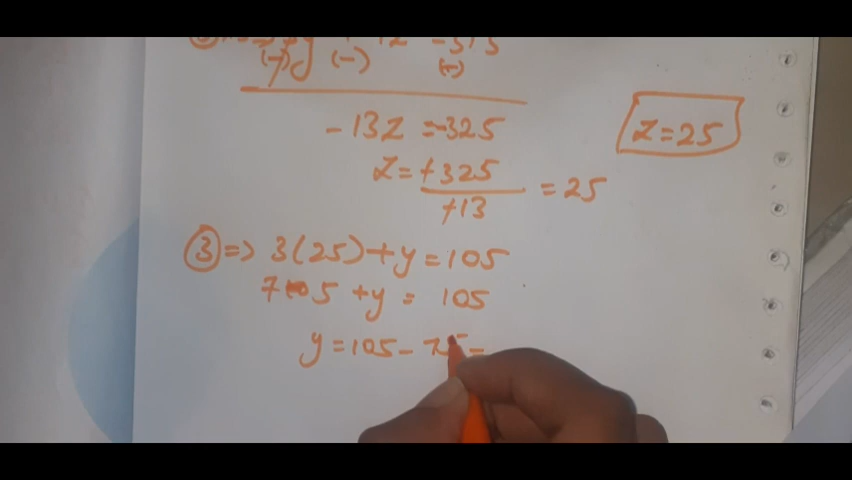 (-) (-) (+)
- 13Z = -325
Z = 25
Z = +325 / +13 = 25
③ => 3(25) + y = 105
75 + y = 105
y = 105 - 75 =